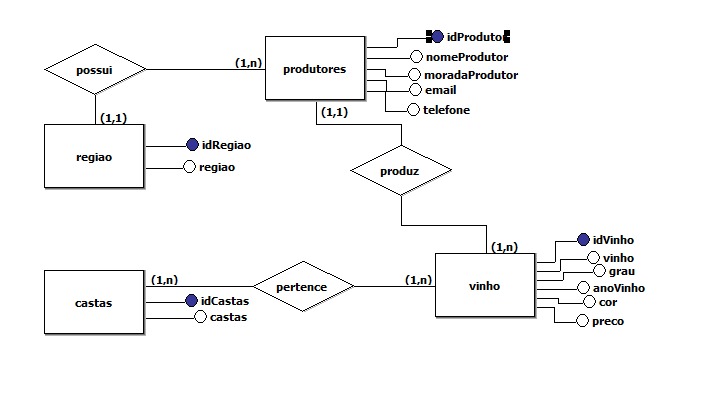 idProdutor
possui
(1,n)
produtores
nomeProdutor
moradaProdutor
email
telefone
(1,1)
(1,1)
regiao
idRegiao
regiao
produz
idVinho
(1,n)
vinho
grau
castas
(1,n)
pertence
(1,n)
vinho
anoVinho
idCastas
cor
castas
preco